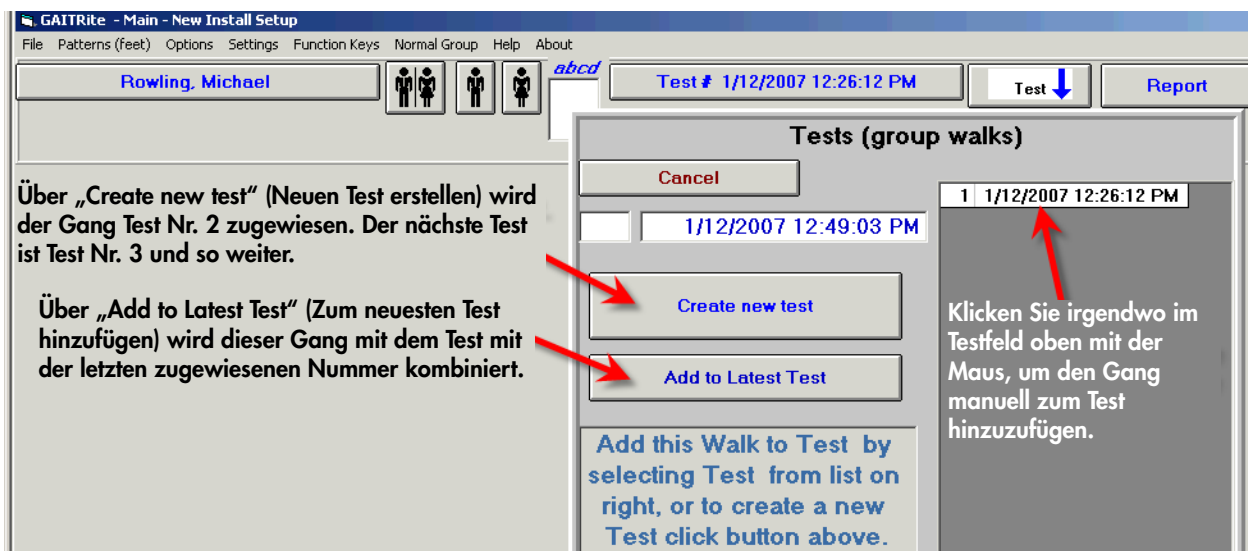 GAITRite - Main - New Install Setup
File Patterns (feet) Options Settings Function Keys Normal Group Help About
Rowling, Michael
abcd
Test # 1/12/2007 12:26:12 PM
Test
Report
Tests (group walks)
Cancel
1 1/12/2007 12:26:12 PM
1/12/2007 12:49:03 PM
Über „Create new test“ (Neuen Test erstellen) wird
der Gang Test Nr. 2 zugewiesen. Der nächste Test
ist Test Nr. 3 und so weiter.
Create new test
Über „Add to Latest Test“ (Zum neuesten Test
hinzufügen) wird dieser Gang mit dem Test mit
der letzten zugewiesenen Nummer kombiniert.
Add to Latest Test
Klicken Sie irgendwo im
Testfeld oben mit der
Maus, um den Gang
manuell zum Test
hinzuzufügen.
Add this Walk to Test by
selecting Test from list on
right, or to create a new
Test click button above.